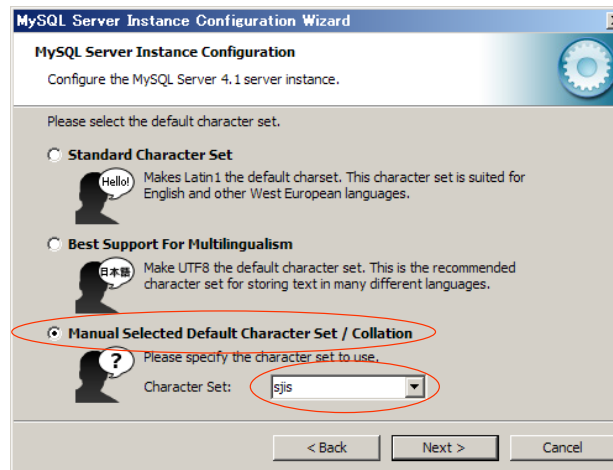 MySQL Server Instance Configuration Wizard
MySQL Server Instance Configuration
Configure the MySQL Server 4.1 server instance.
Please select the default character set.
Standard Character Set
Hello!
Makes Latin1 the default charset. This character set is suited for
English and other West European languages.
Best Support For Multilingualism
日本語
Make UTF8 the default character set. This is the recommended
character set for storing text in many different languages.
Manual Selected Default Character Set / Collation
?
Please specify the character set to use.
Character Set: sjis
< Back Next > Cancel